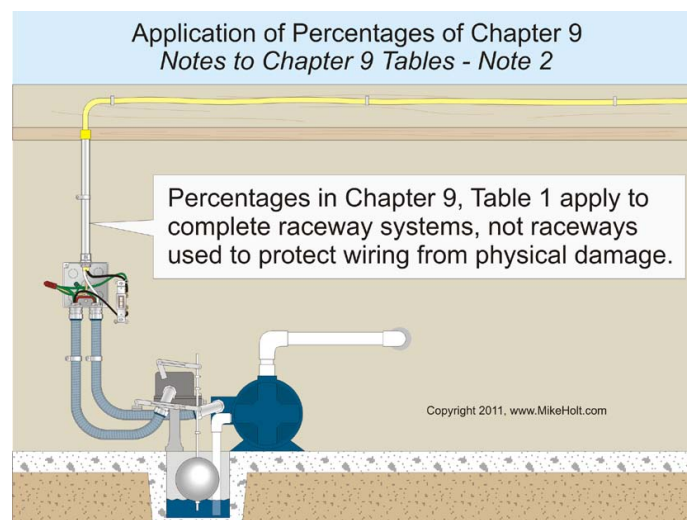 Application of Percentages of Chapter 9
Notes to Chapter 9 Tables - Note 2
Percentages in Chapter 9, Table 1 apply to
complete raceway systems, not raceways
used to protect wiring from physical damage.
Copyright 2011, www.MikeHolt.com